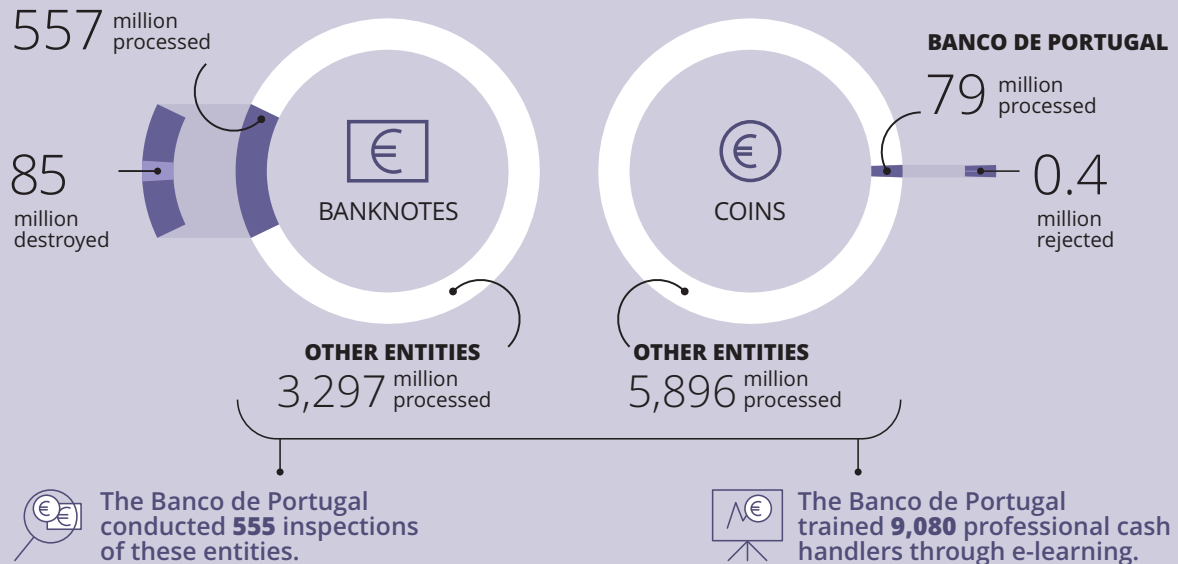 557 million
processed
85
million
destroyed
€
BANKNOTES
€
COINS
BANCO DE PORTUGAL
79 million
processed
0.4
million
rejected
OTHER ENTITIES
3,297 million
processed
OTHER ENTITIES
5,896 million
processed
€ €
The Banco de Portugal
conducted 555 inspections
of these entities.
€
The Banco de Portugal
trained 9,080 professional cash
handlers through e-learning.